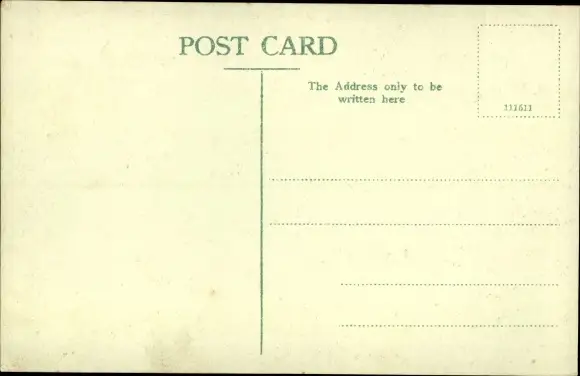 POST CARD
The Address only to be
written here
111611